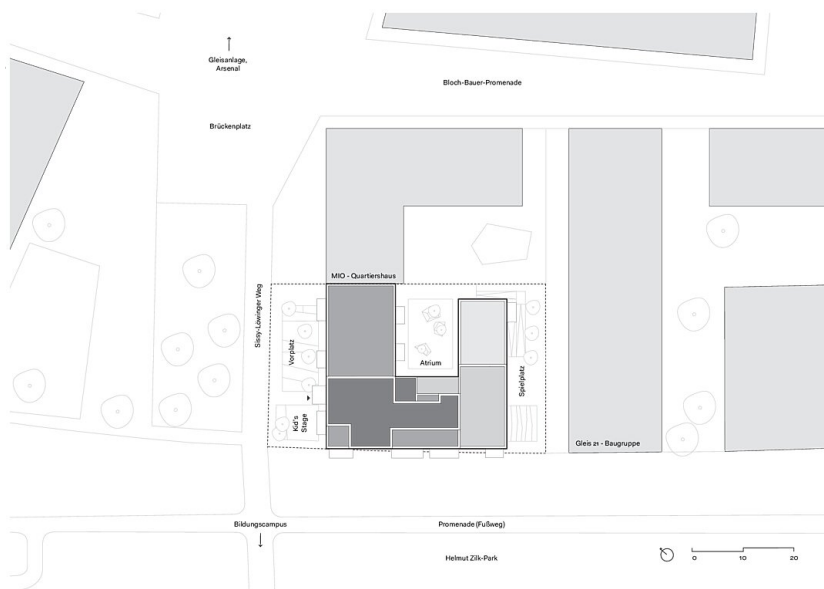 Gleisanlage,
Arsenal
Bloch-Bauer-Promenade
Brückenplatz
MIO - Quartiershaus
Sissy-Löwinger Weg
Vorplatz
Atrium
Spielplatz
Kid's
Stage
Gleis 21 - Baugruppe
Bildungscampus
Promenade (Fußweg)
Helmut Zilk-Park
0 10 20